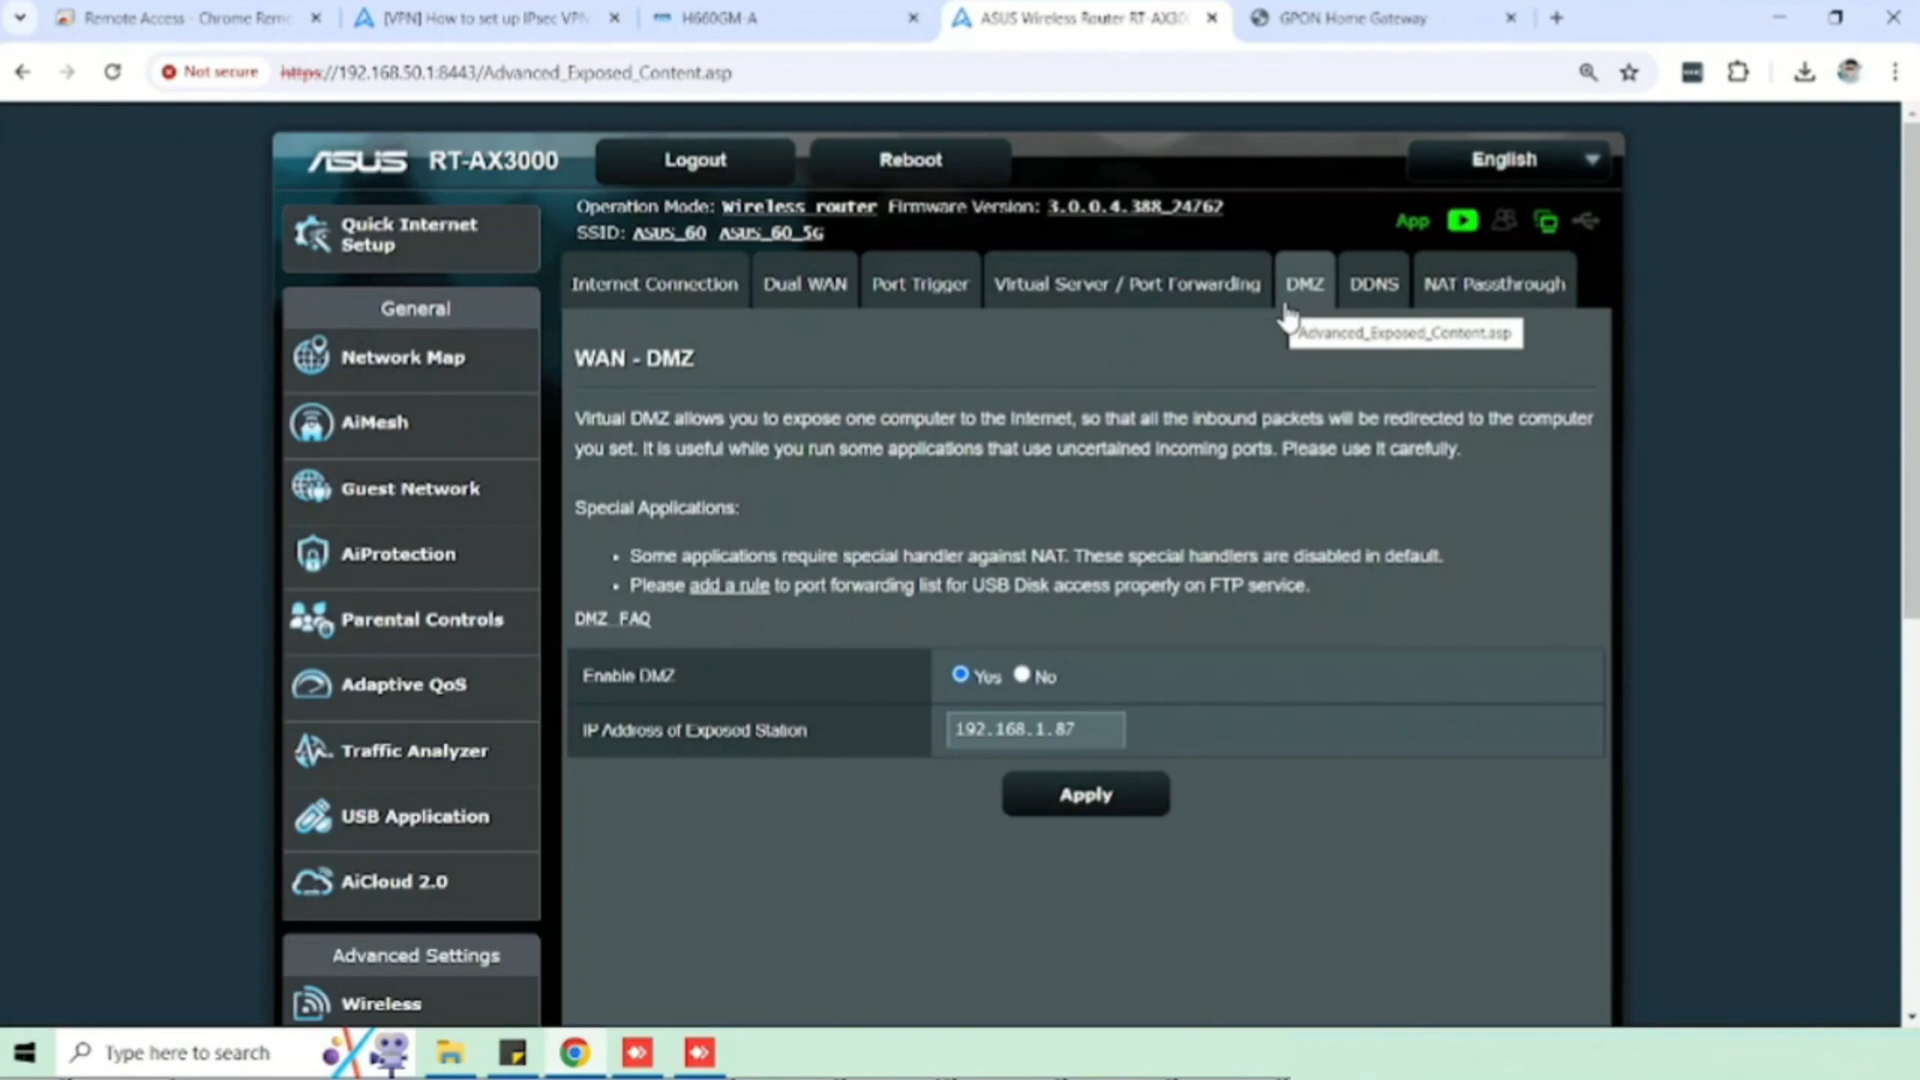 Remote Access - Chrome Remo
[VPN] How to set up IPsec VPN
H660GM-A
ASUS Wireless Router RT-AX30
GPON Home Gateway
Not secure
https://192.168.50.1:8443/Advanced_Exposed_Content.asp
ASUS RT-AX3000
Logout
Reboot
English
Quick Internet
Setup
Operation Mode: Wireless router Firmware Version: 3.0.0.4.388_24762
SSID: ASUS_60 ASUS_60_5G
App
Internet Connection
Dual WAN
Port Trigger
Virtual Server / Port Forwarding
DMZ
DDNS
NAT Passthrough
Advanced_Exposed_Content.asp
General
Network Map
AiMesh
Guest Network
AiProtection
Parental Controls
Adaptive QoS
Traffic Analyzer
USB Application
AiCloud 2.0
Advanced Settings
Wireless
WAN - DMZ
Virtual DMZ allows you to expose one computer to the Internet, so that all the inbound packets will be redirected to the computer
you set. It is useful while you run some applications that use uncertained incoming ports. Please use it carefully.
Special Applications:
• Some applications require special handler against NAT. These special handlers are disabled in default.
• Please add a rule to port forwarding list for USB Disk access properly on FTP service.
DMZ FAQ
Enable DMZ
Yes
No
IP Address of Exposed Station
192.168.1.87
Apply
Type here to search